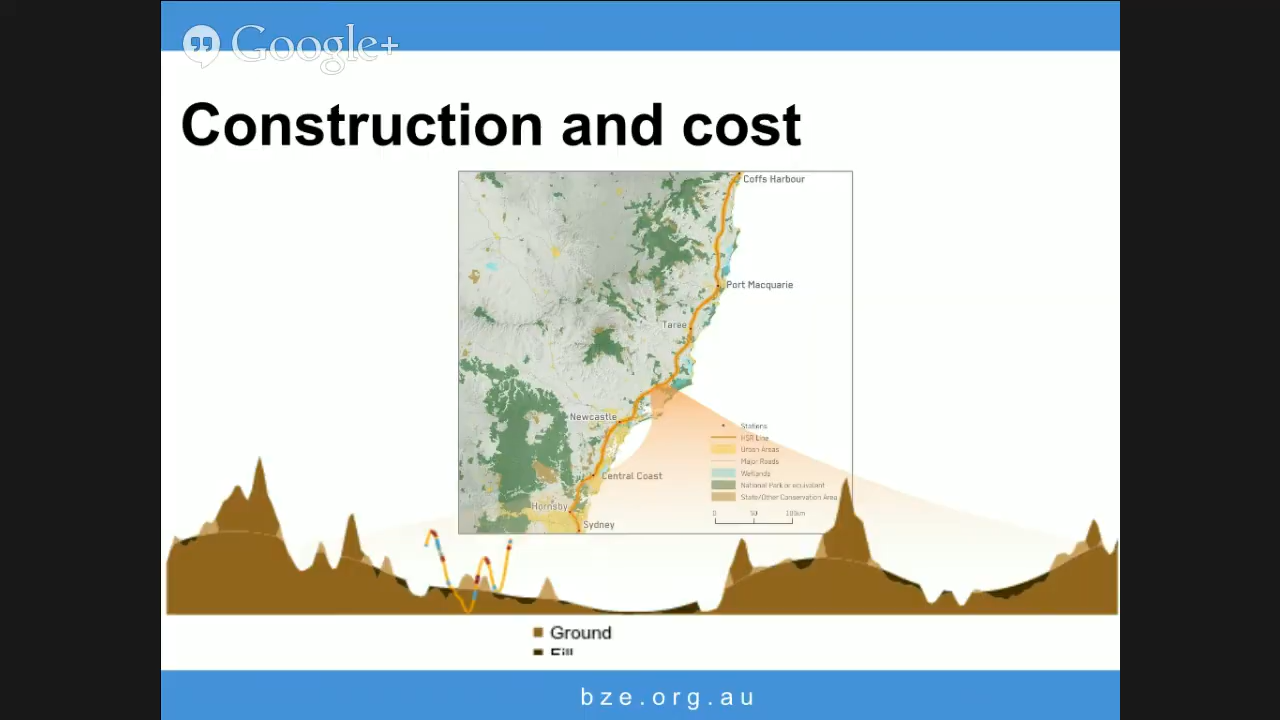 Google+
Construction and cost
Coffs Harbour
Port Macquarie
Taree
Newcastle
Central Coast
Hornsby
Sydney
Stations
HSR Line
Urban Areas
Major Roads
Wetlands
National Park or equivalent
State/Other Conservation Area
0 50 100km
Ground
Fill
bze.org.au